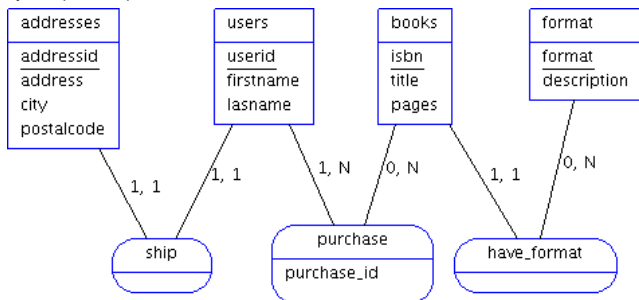 addresses
addressid
address
city
postalcode
users
userid
firstname
lasname
books
isbn
title
pages
format
format
description
1, 1
1, 1
1, N
0, N
1, 1
0, N
ship
purchase
purchase_id
have_format